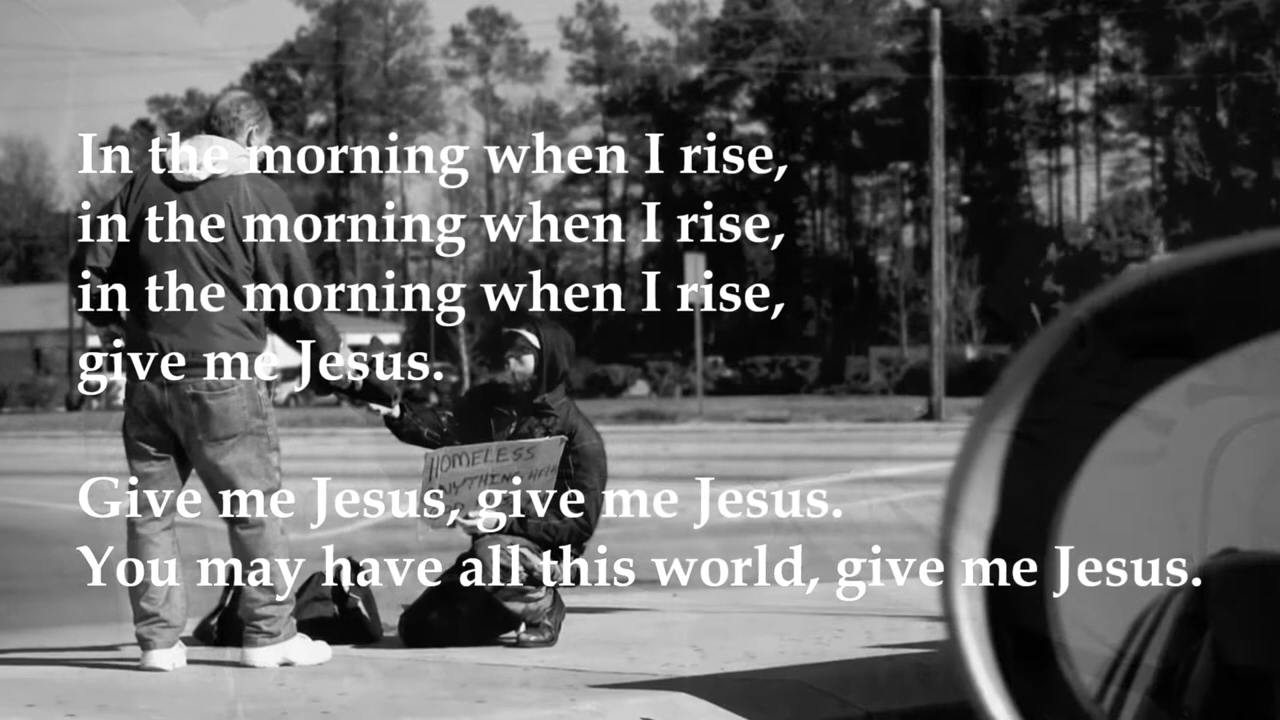 In the morning when I rise,
in the morning when I rise,
in the morning when I rise,
give me Jesus.
HOMELESS
Give me Jesus, give me Jesus.
You may have all this world, give me Jesus.